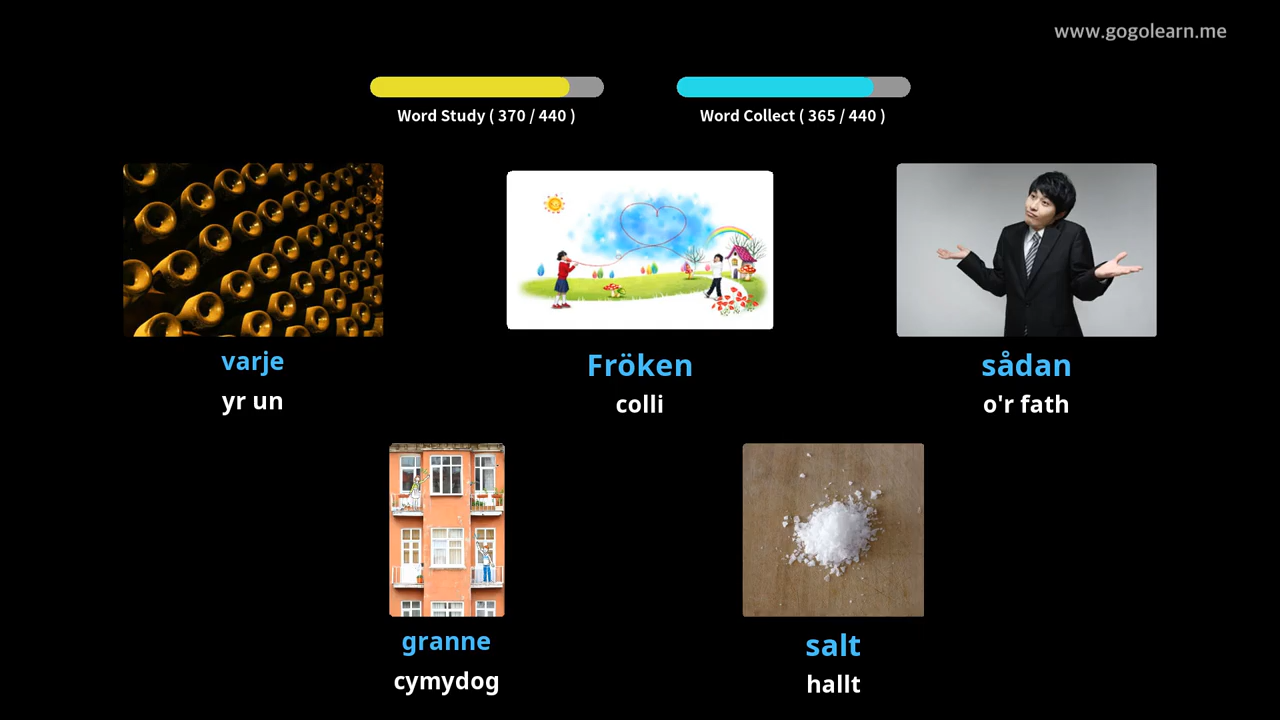 www.gogolearn.me
Word Study ( 370 / 440 )
Word Collect ( 365 / 440 )
varje
yr un
Fröken
colli
sådan
o'r fath
granne
cymydog
salt
hallt